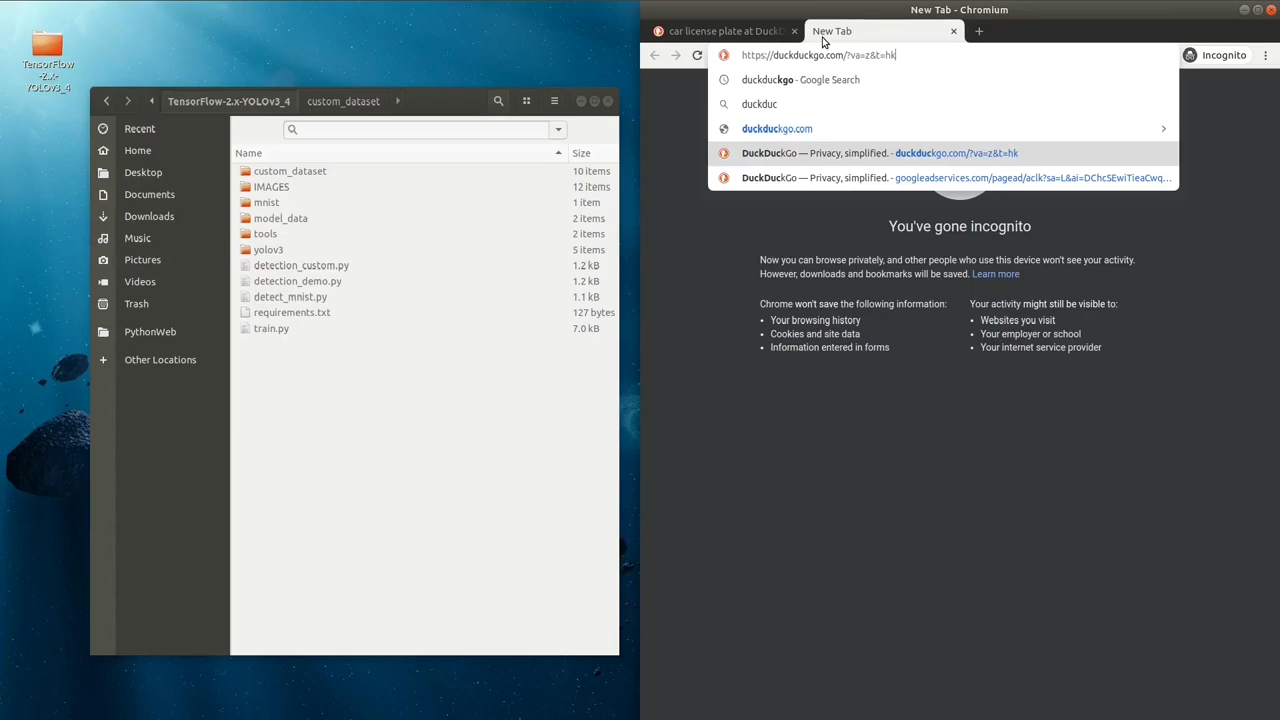 New Tab - Chromium
car license plate at DuckD
New Tab
https://duckduckgo.com/?va=z&t=hk
Incognito
duckduckgo - Google Search
duckduc
duckduckgo.com
DuckDuckGo — Privacy, simplified. - duckduckgo.com/?va=z&t=hk
DuckDuckGo — Privacy, simplified. - googleadservices.com/pagead/aclk?sa=L&ai=DChcSEwiTieaCwq...
You've gone incognito
Now you can browse privately, and other people who use this device won't see your activity.
However, downloads and bookmarks will be saved. Learn more
Chrome won't save the following information:
Your browsing history
Cookies and site data
Information entered in forms
Your activity might still be visible to:
Websites you visit
Your employer or school
Your internet service provider
TensorFlow
-2.x-
YOLOv3_4
TensorFlow-2.x-YOLOv3_4
custom_dataset
Recent
Home
Desktop
Documents
Downloads
Music
Pictures
Videos
Trash
PythonWeb
Other Locations
Name
Size
custom_dataset 10 items
IMAGES 12 items
mnist 1 item
model_data 2 items
tools 2 items
yolov3 5 items
detection_custom.py 1.2 kB
detection_demo.py 1.2 kB
detect_mnist.py 1.1 kB
requirements.txt 127 bytes
train.py 7.0 kB